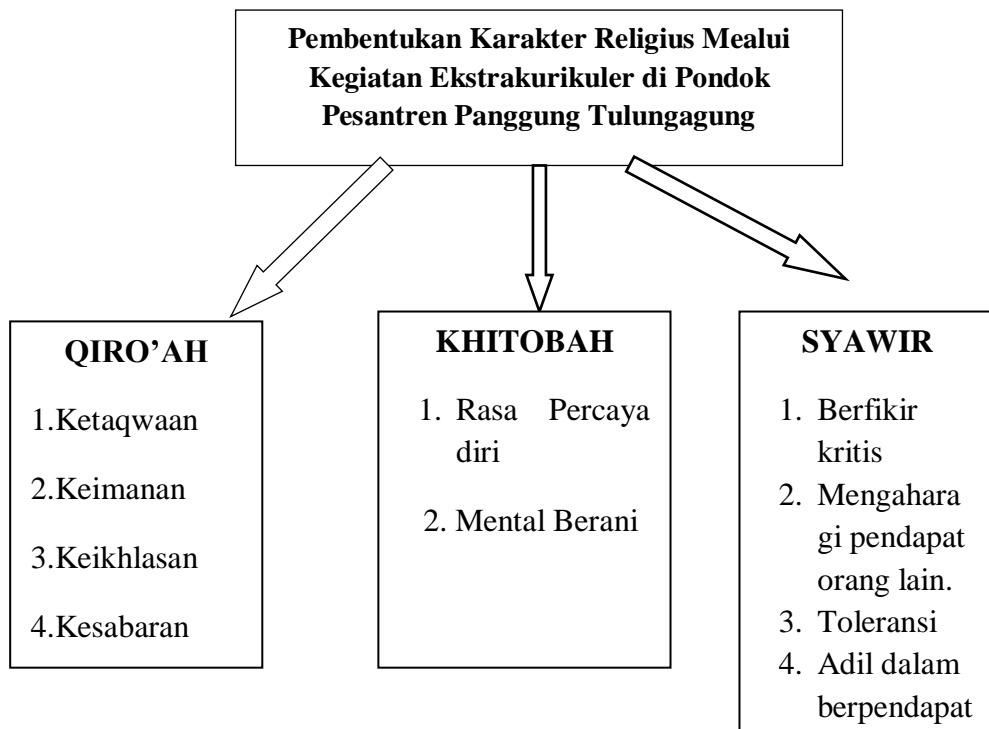 Pembentukan Karakter Religius Mealui
Kegiatan Ekstrakurikuler di Pondok
Pesantren Panggung Tulungagung
QIRO’AH
1.Ketaqwaan
2.Keimanan
3.Keikhlasan
4.Kesabaran
KHITOBAH
1. Rasa Percaya
diri
2. Mental Berani
SYAWIR
1. Berfikir
kritis
2. Mengahara
gi pendapat
orang lain.
3. Toleransi
4. Adil dalam
berpendapat